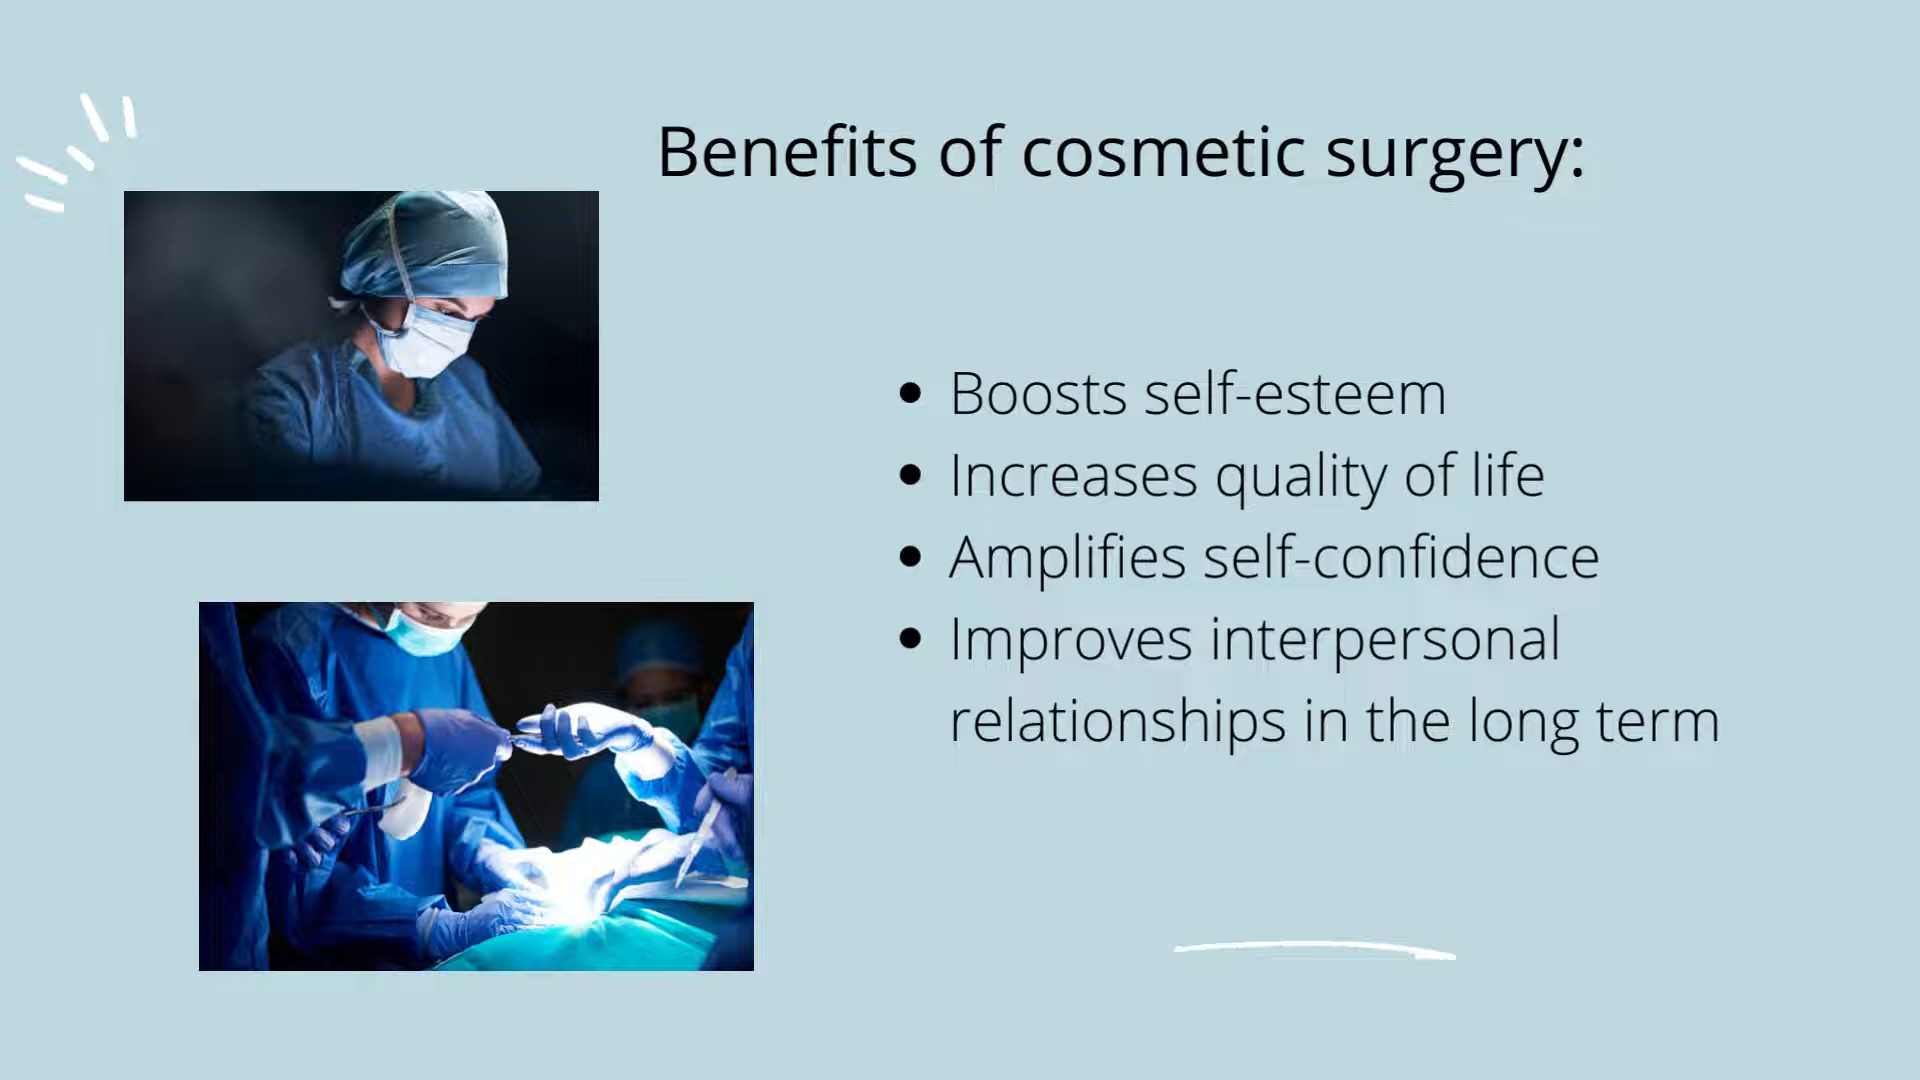 Benefits of cosmetic surgery:
• Boosts self-esteem
• Increases quality of life
• Amplifies self-confidence
• Improves interpersonal
relationships in the long term